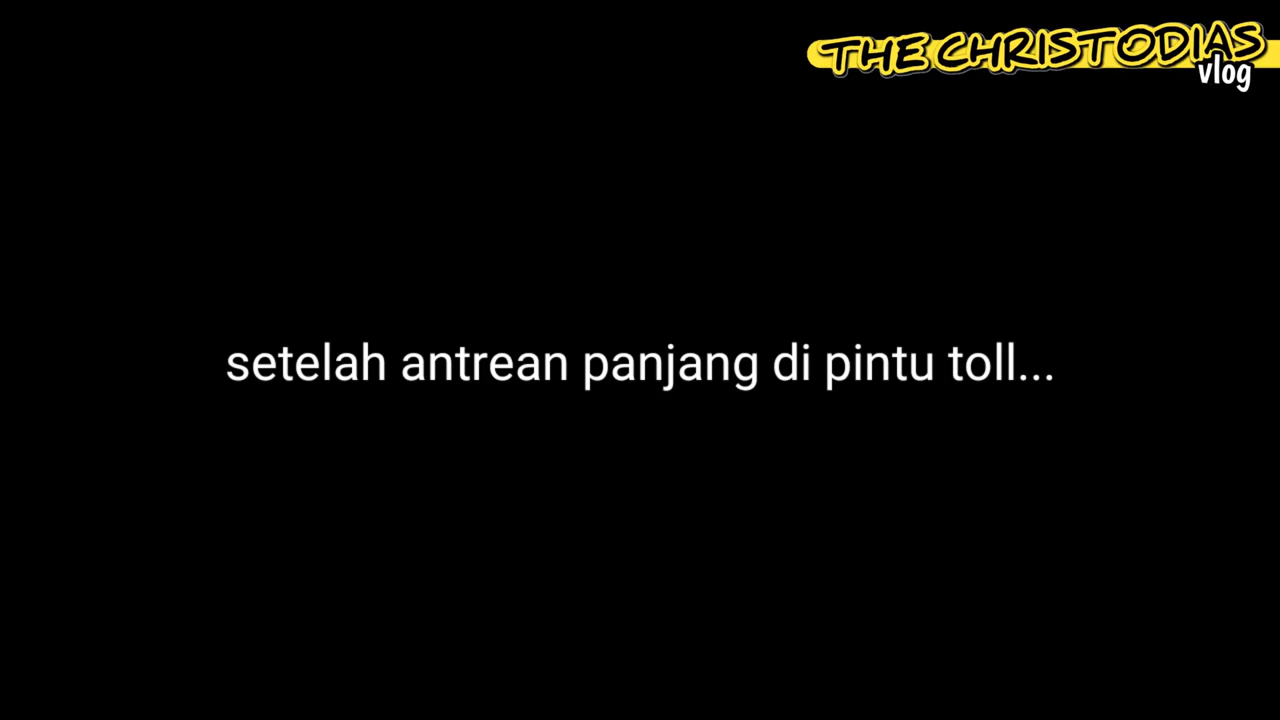 THE CHRISTODIAS
vlog
setelah antrean panjang di pintu toll...